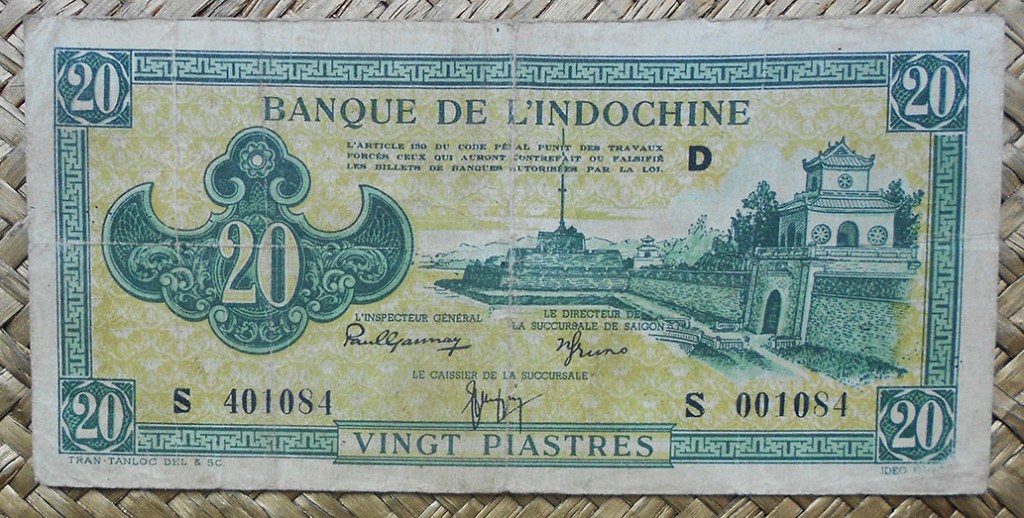 20 20
BANQUE DE L'INDOCHINE
L'ARTICLE 139 DU CODE PÉNAL PUNIT DES TRAVAUX
FORCÉS CEUX QUI AURONT CONTREFAIT OU FALSIFIÉ
LES BILLETS DE BANQUES AUTORISÉES PAR LA LOI.
D
20
L'INSPECTEUR GÉNÉRAL
LE DIRECTEUR DE
LA SUCCURSALE DE SAIGON
LE CAISSIER DE LA SUCCURSALE
S 401084 S 001084
20 20
VINGT PIASTRES
TRAN-TANLOC DEL & SC.
IDEO